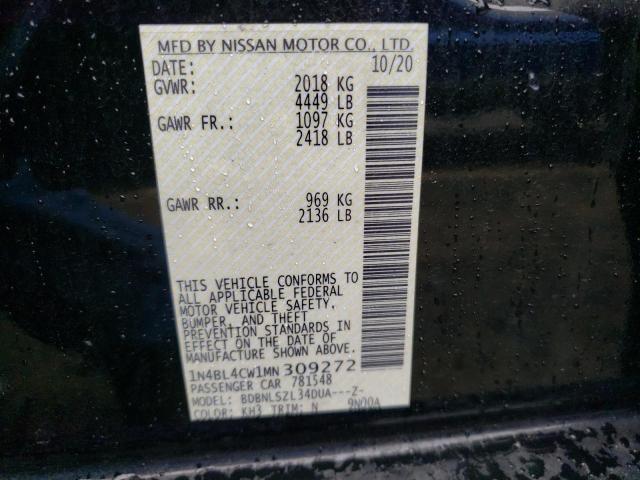 MFD BY NISSAN MOTOR CO., LTD.
DATE: 10/20
GVWR: 2018 KG
4449 LB
GAWR FR.: 1097 KG
2418 LB
GAWR RR.: 969 KG
2136 LB
THIS VEHICLE CONFORMS TO
ALL APPLICABLE FEDERAL
MOTOR VEHICLE SAFETY,
BUMPER, AND THEFT
PREVENTION STANDARDS IN
EFFECT ON THE DATE OF
MANUFACTURE SHOWN ABOVE.
1N4BL4CW1MN309272
PASSENGER CAR 781548
MODEL: BDBNLSZL34DUA---Z-
COLOR: KH3 TRIM: N 9N00A